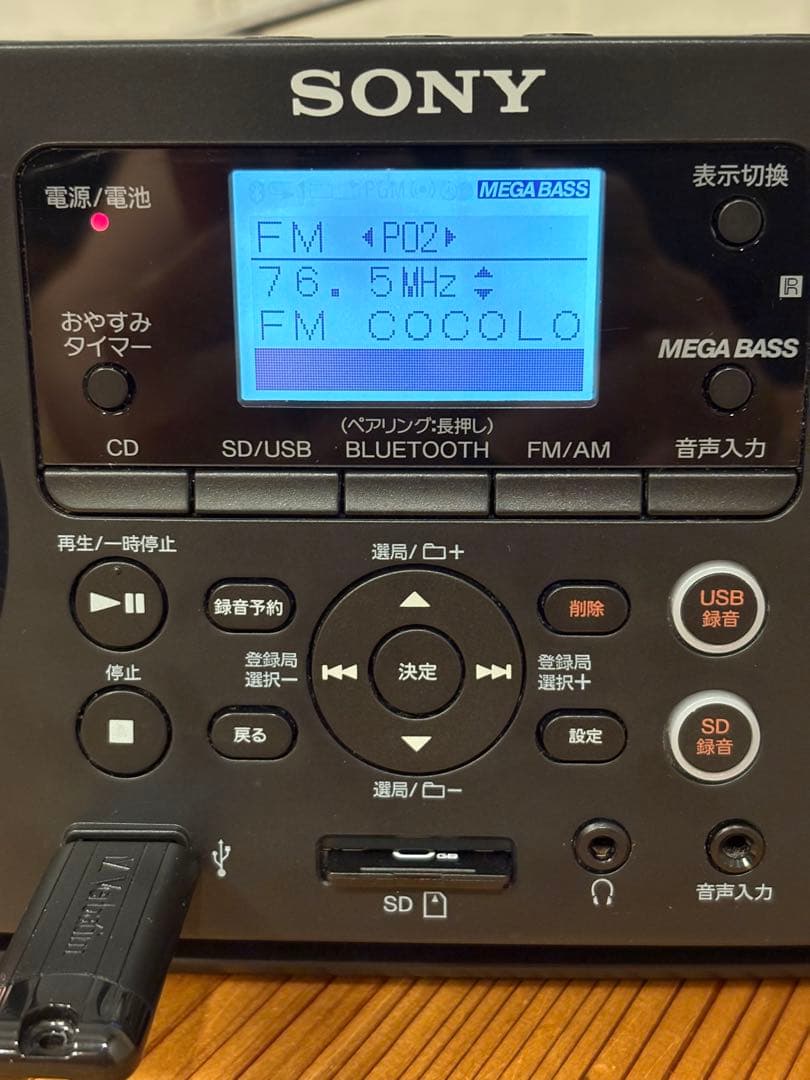 SONY
電源/電池
表示切換
MEGA BASS
FM P02
76.5MHz
FM COCOLO
おやすみ
タイマー
MEGA BASS
(ペアリング:長押し)
CD
SD/USB
BLUETOOTH
FM/AM
音声入力
再生/一時停止
選局/+
録音予約
削除
USB
録音
登録局
選択−
決定
登録局
選択+
停止
戻る
設定
SD
録音
選局/−
SD
音声入力
Verbatim